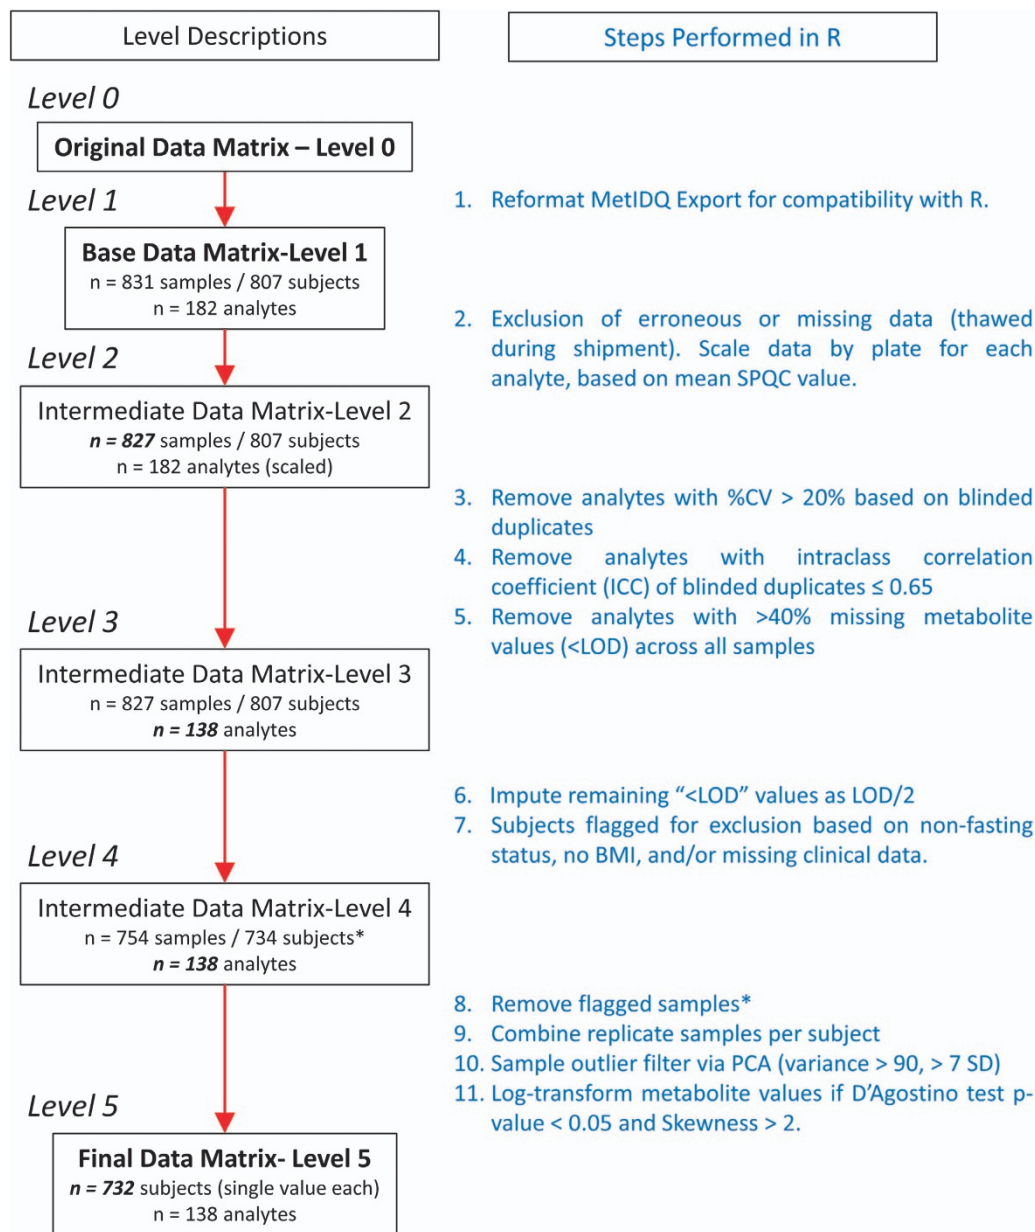 Level Descriptions
Steps Performed in R
Level 0
Original Data Matrix – Level 0
Level 1
1. Reformat MetIDQ Export for compatibility with R.
Base Data Matrix-Level 1
n = 831 samples / 807 subjects
n = 182 analytes
2. Exclusion of erroneous or missing data (thawed
during shipment). Scale data by plate for each
analyte, based on mean SPQC value.
Level 2
Intermediate Data Matrix-Level 2
n = 827 samples / 807 subjects
n = 182 analytes (scaled)
3. Remove analytes with %CV > 20% based on blinded
duplicates
4. Remove analytes with intraclass correlation
coefficient (ICC) of blinded duplicates ≤ 0.65
5. Remove analytes with >40% missing metabolite
values (<LOD) across all samples
Level 3
Intermediate Data Matrix-Level 3
n = 827 samples / 807 subjects
n = 138 analytes
6. Impute remaining “<LOD” values as LOD/2
7. Subjects flagged for exclusion based on non-fasting
status, no BMI, and/or missing clinical data.
Level 4
Intermediate Data Matrix-Level 4
n = 754 samples / 734 subjects*
n = 138 analytes
8. Remove flagged samples*
9. Combine replicate samples per subject
10. Sample outlier filter via PCA (variance > 90, > 7 SD)
11. Log-transform metabolite values if D’Agostino test p-
value < 0.05 and Skewness > 2.
Level 5
Final Data Matrix- Level 5
n = 732 subjects (single value each)
n = 138 analytes